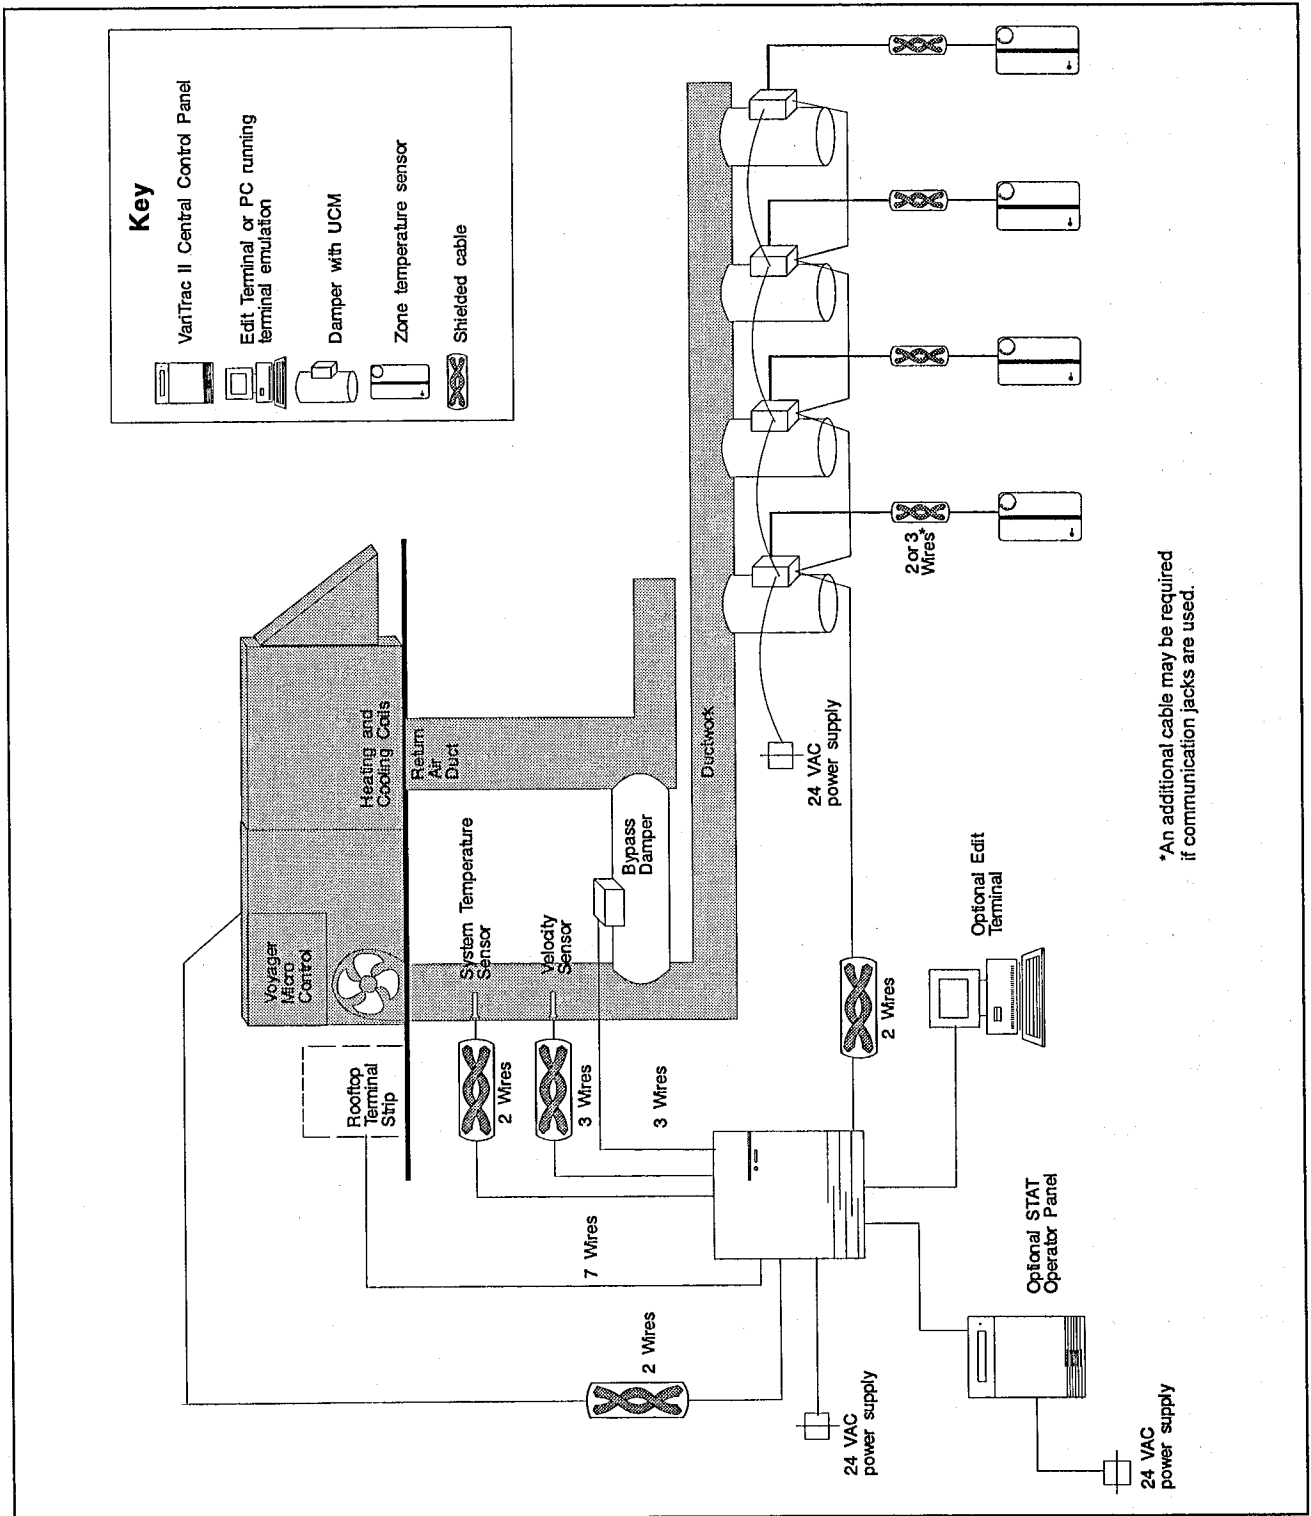 Key
VariTrac II Central Control Panel
Edit Terminal or PC running
terminal emulation
Damper with UCM
Zone temperature sensor
Shielded cable
Voyager
Micro
Control
Heating and
Cooling Coils
Rooftop
Terminal
Strip
Return
Air
Duct
System Temperature
Sensor
2 Wires
Velocity
Sensor
3 Wires
Bypass
Damper
3 Wires
7 Wires
2 Wires
Ductwork
24 VAC
power supply
24 VAC
power supply
2 Wires
2 or 3
Wires*
Optional Edit
Terminal
Optional STAT
Operator Panel
24 VAC
power supply
*An additional cable may be required
if communication jacks are used.